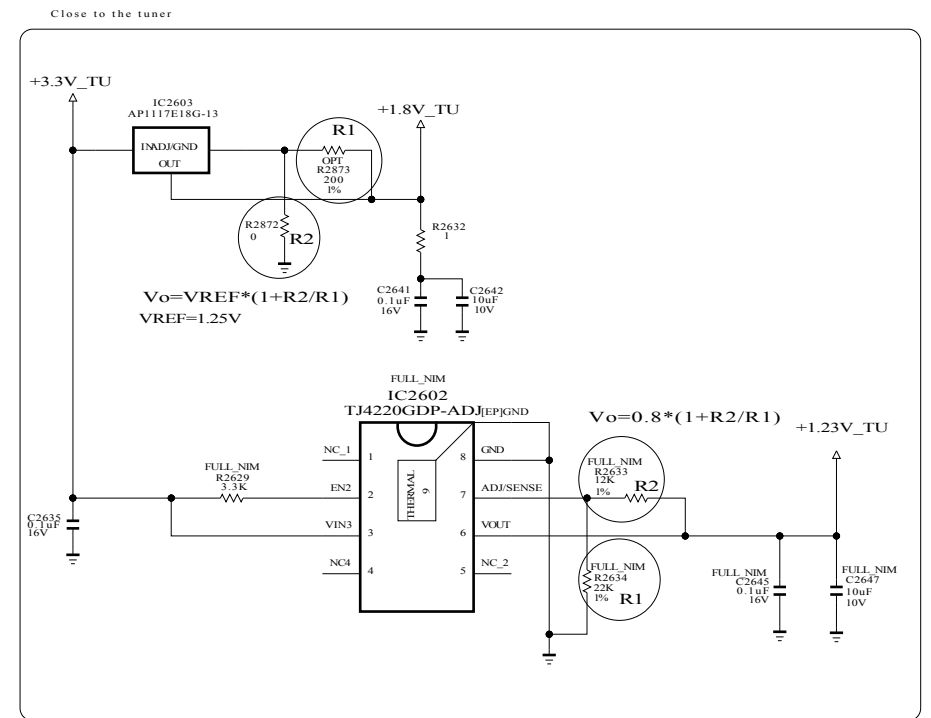 Close to the tuner
+3.3V_TU
IC2603
AP1117E18G-13
INADJ/GND
OUT
R1
OPT
R2873
200
1%
+1.8V_TU
R2872
0
R2
R2632
1
Vo=VREF*(1+R2/R1)
VREF=1.25V
C2641
0.1uF
16V
C2642
10uF
10V
FULL_NIM
IC2602
TJ4220GDP-ADJ[EP]GND
Vo=0.8*(1+R2/R1)
+1.23V_TU
NC_1
1
8
GND
FULL_NIM
R2629
3.3K
EN2
2
THERMAL
9
7
ADJ/SENSE
FULL_NIM
R2633
12K
1%
R2
C2635
0.1uF
16V
VIN3
3
6
VOUT
NC4
4
5
NC_2
FULL_NIM
R2634
22K
1%
R1
FULL_NIM
C2645
0.1uF
16V
FULL_NIM
C2647
10uF
10V